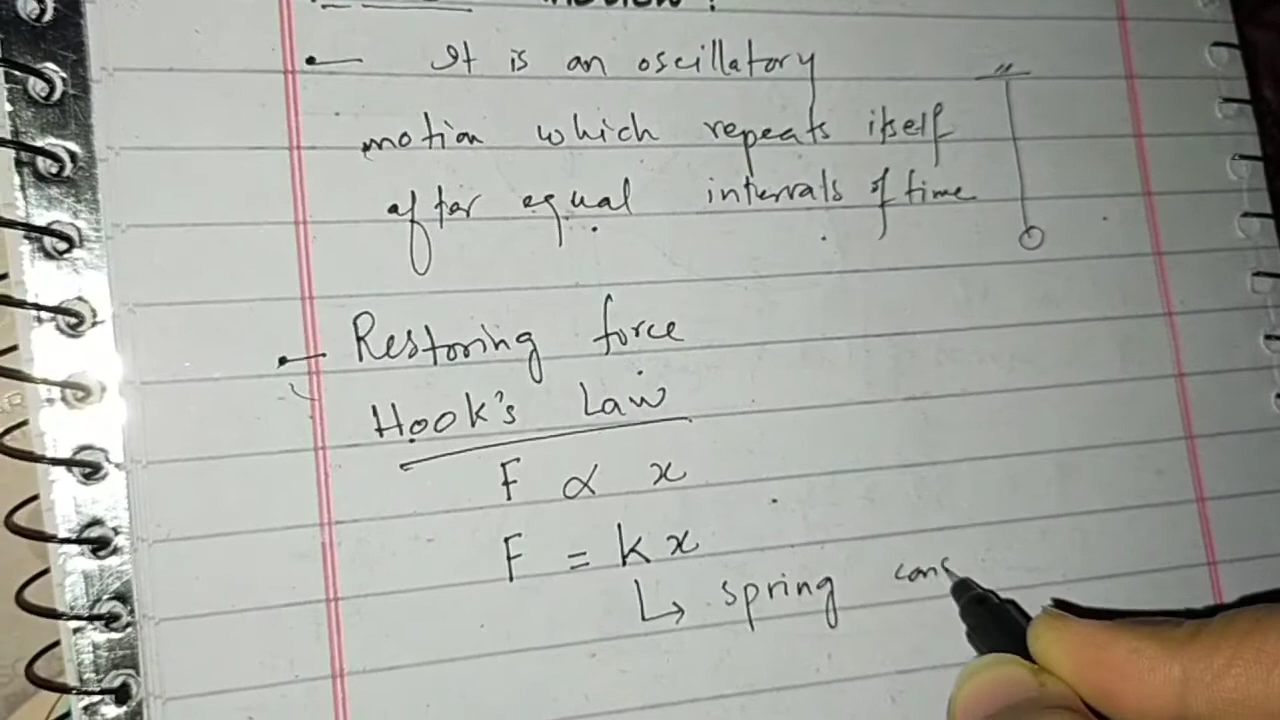 It is an oscillatory
motion which repeats itself
after equal intervals of time
Restoring force
Hook's Law
F ∝ x
F = kx
↳ spring cons